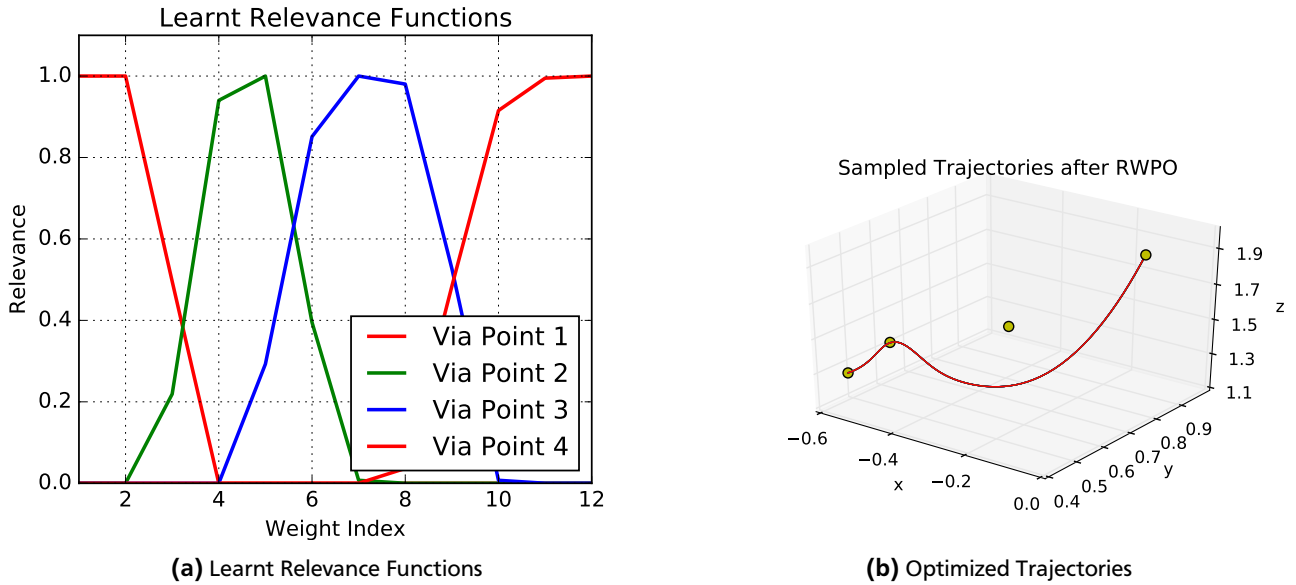 Learnt Relevance Functions
1.0
0.8
0.6
0.4
0.2
0.0
Relevance
2 4 6 8 10 12
Weight Index
Via Point 1
Via Point 2
Via Point 3
Via Point 4
(a) Learnt Relevance Functions
Sampled Trajectories after RWPO
1.9
1.7
1.5
1.3
1.1
z
−0.6
−0.4
−0.2
0.0
x
0.4
0.5
0.6
0.7
0.8
0.9
y
(b) Optimized Trajectories